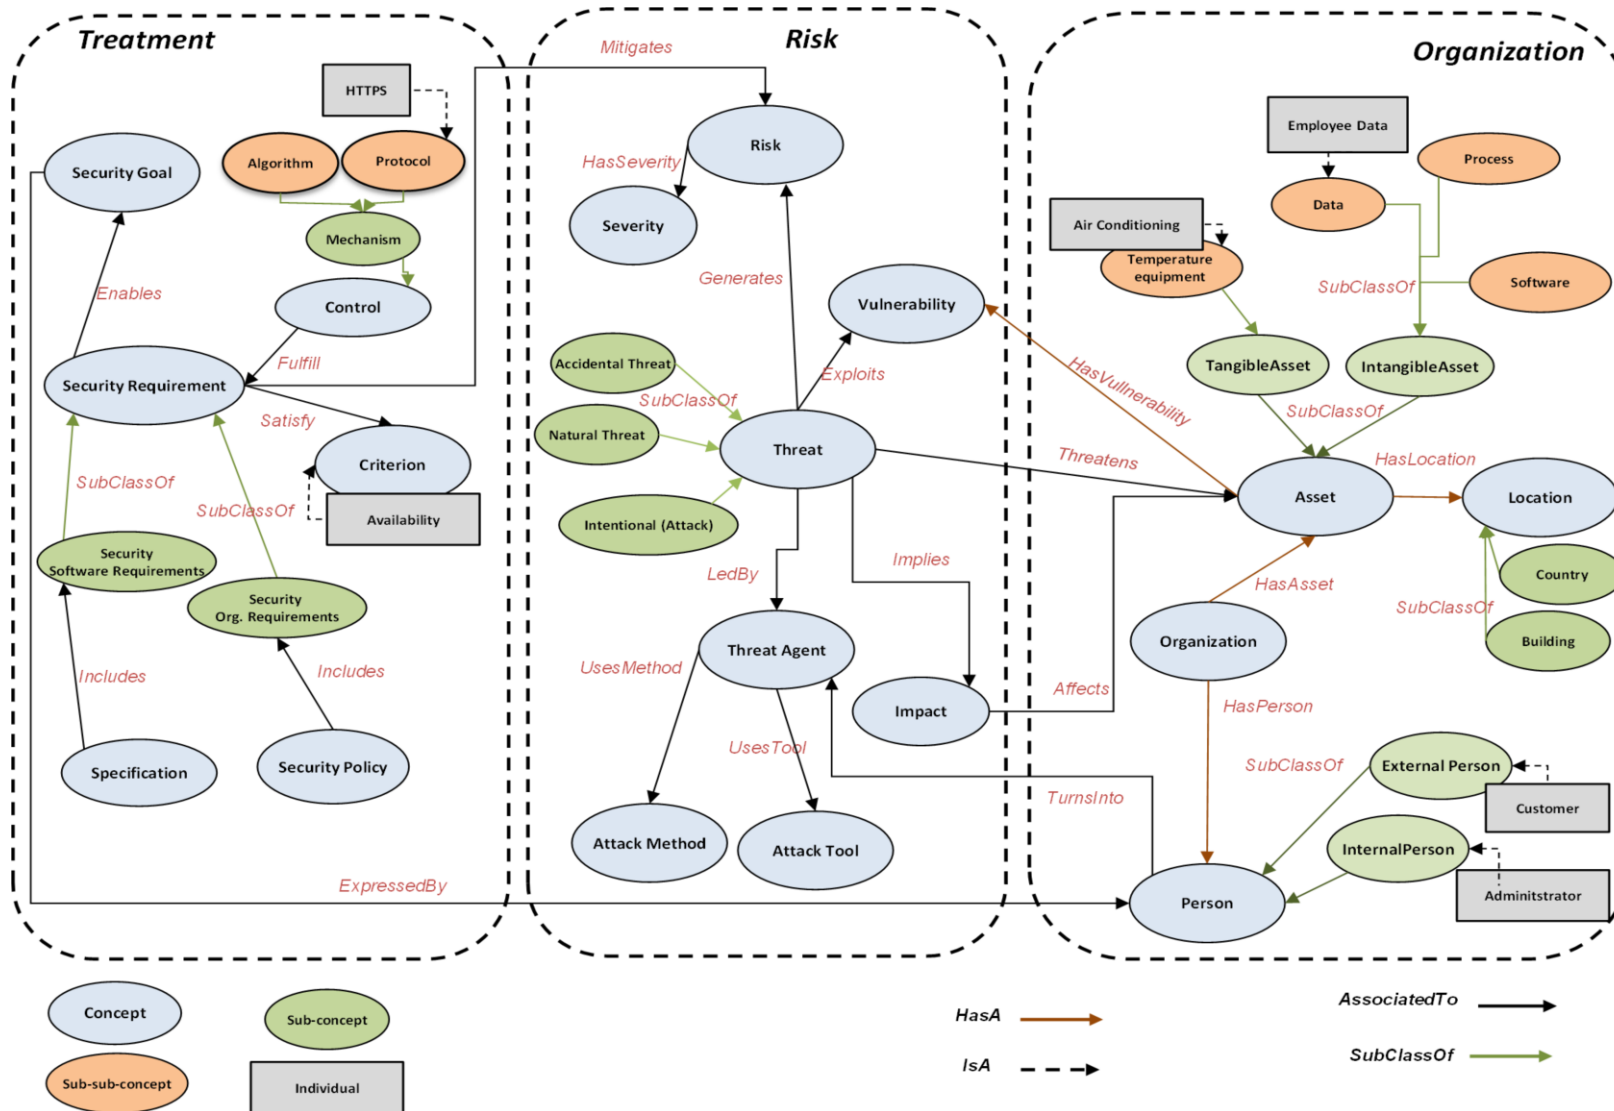 Treatment
Risk
Organization
Mitigates
HTTPS
Employee Data
Security Goal
Algorithm
Protocol
Risk
HasSeverity
Process
Data
Mechanism
Severity
Air Conditioning
Temperature
equipment
Enables
Control
Generates
Vulnerability
SubClassOf
Software
Fulfill
Accidental Threat
Exploits
HasVullnerability
TangibleAsset
IntangibleAsset
Security Requirement
SubClassOf
SubClassOf
Satisfy
Natural Threat
Threat
Threatens
HasLocation
Criterion
SubClassOf
Asset
Location
SubClassOf
Availability
Intentional (Attack)
Security
Software Requirements
LedBy
Implies
HasAsset
Country
Security
Org. Requirements
SubClassOf
Organization
Building
Threat Agent
Includes
Includes
UsesMethod
Affects
Impact
HasPerson
Specification
Security Policy
UsesTool
SubClassOf
External Person
TurnsInto
Customer
Attack Method
Attack Tool
InternalPerson
ExpressedBy
Person
Adminitstrator
Concept
Sub-concept
HasA
AssociatedTo
Sub-sub-concept
Individual
IsA
SubClassOf